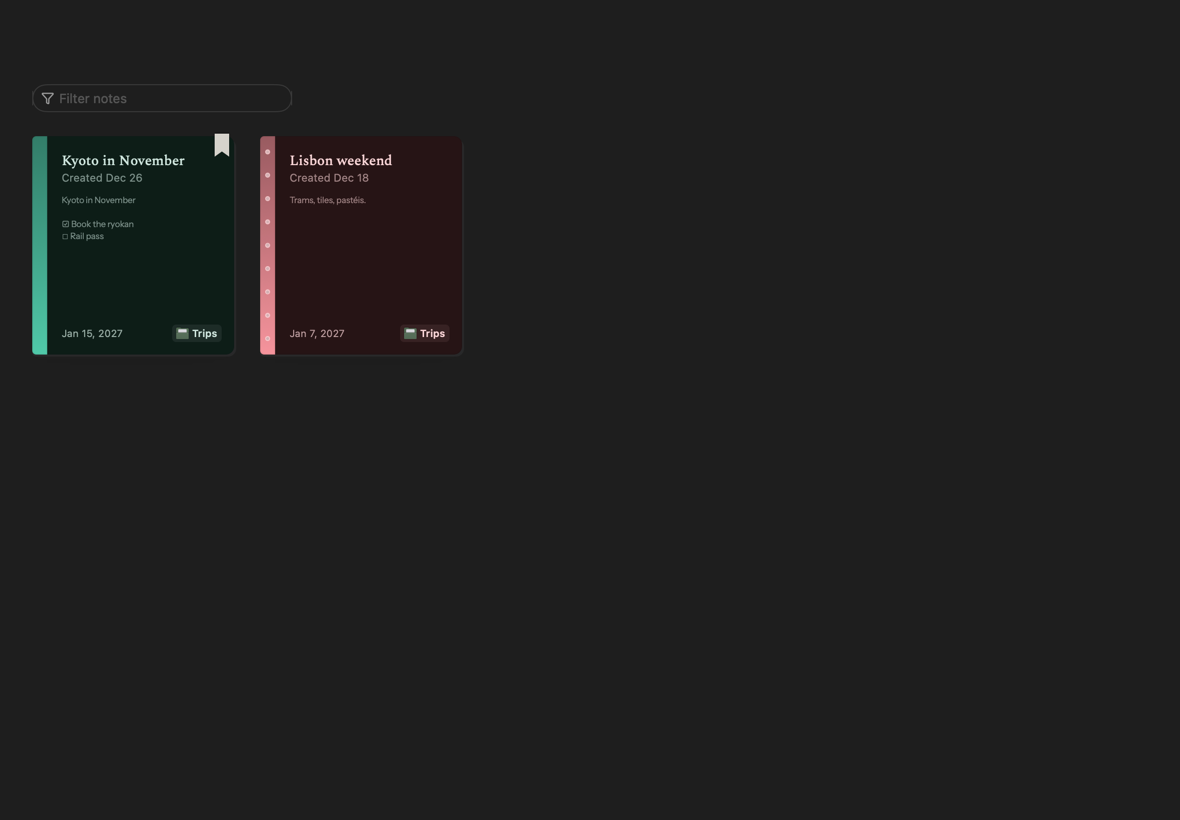 Filter notes
Kyoto in November
Created Dec 26
Kyoto in November
☑ Book the ryokan
☐ Rail pass
Jan 15, 2027
Trips
Lisbon weekend
Created Dec 18
Trams, tiles, pastéis.
Jan 7, 2027
Trips